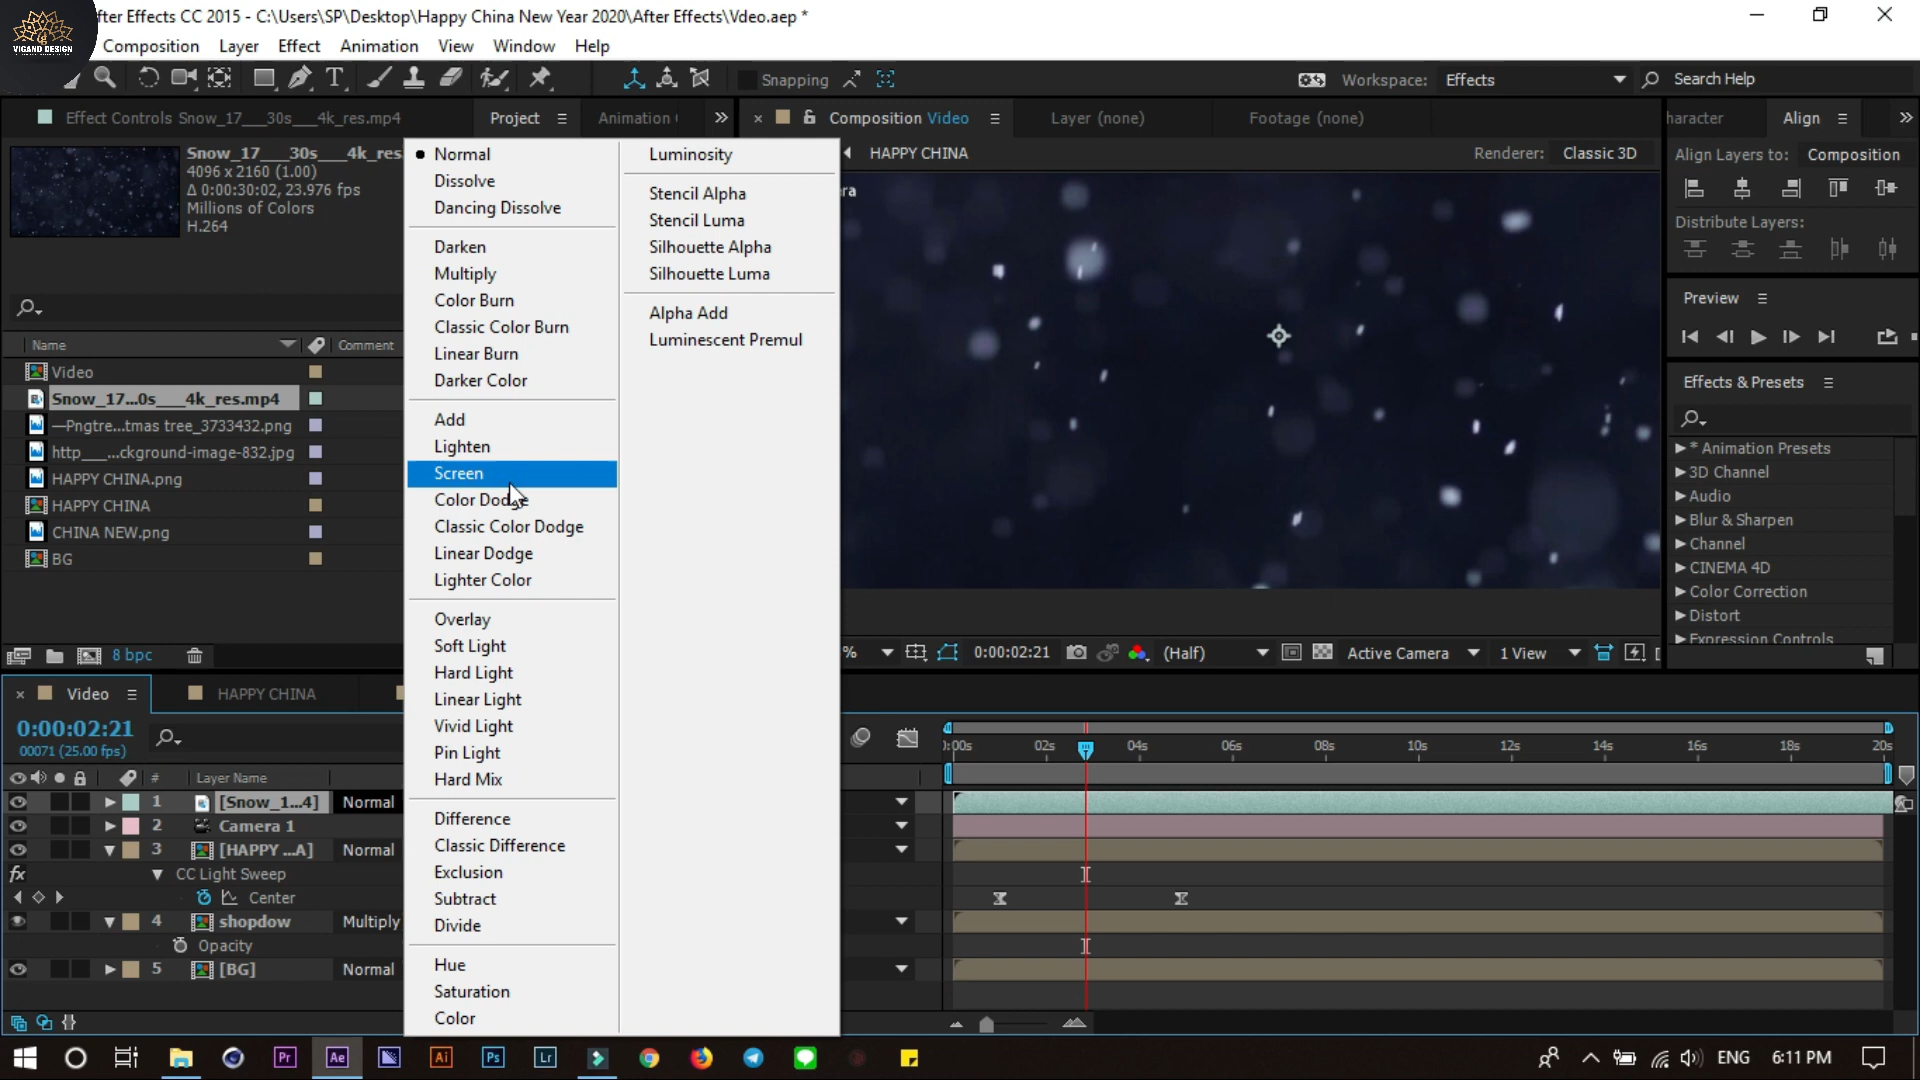 fter Effects CC 2015 - C:\Users\SP\Desktop\Happy China New Year 2020\After Effects\Vdeo.aep *
VIGAND DESIGN
Composition Layer Effect Animation View Window Help
Snapping
Workspace: Effects
Search Help
Effect Controls Snow_17___30s___4k_res.mp4
Project
Animation
Composition Video
Layer (none)
Footage (none)
haracter
Align
Snow_17___30s___4k_res
4096 x 2160 (1.00)
Δ 0:00:30:02, 23.976 fps
Millions of Colors
H.264
HAPPY CHINA
Renderer: Classic 3D
ra
Align Layers to: Composition
Distribute Layers:
Preview
Effects & Presets
* Animation Presets
3D Channel
Audio
Blur & Sharpen
Channel
CINEMA 4D
Color Correction
Distort
Expression Controls
Name
Comment
Video
Snow_17...0s___4k_res.mp4
—Pngtre...tmas tree_3733432.png
http___...ckground-image-832.jpg
HAPPY CHINA.png
HAPPY CHINA
CHINA NEW.png
BG
8 bpc
Normal
Dissolve
Dancing Dissolve
Darken
Multiply
Color Burn
Classic Color Burn
Linear Burn
Darker Color
Add
Lighten
Screen
Color Dodge
Classic Color Dodge
Linear Dodge
Lighter Color
Overlay
Soft Light
Hard Light
Linear Light
Vivid Light
Pin Light
Hard Mix
Difference
Classic Difference
Exclusion
Subtract
Divide
Hue
Saturation
Color
Luminosity
Stencil Alpha
Stencil Luma
Silhouette Alpha
Silhouette Luma
Alpha Add
Luminescent Premul
%
0:00:02:21
(Half)
Active Camera
1 View
Video
HAPPY CHINA
0:00:02:21
00071 (25.00 fps)
# Layer Name
1 [Snow_1...4] Normal
2 Camera 1
3 [HAPPY ...A] Normal
fx CC Light Sweep
Center
4 shopdow Multiply
Opacity
5 [BG] Normal
):00s 02s 04s 06s 08s 10s 12s 14s 16s 18s 20s
Pr Ae Ai Ps Lr
ENG 6:11 PM